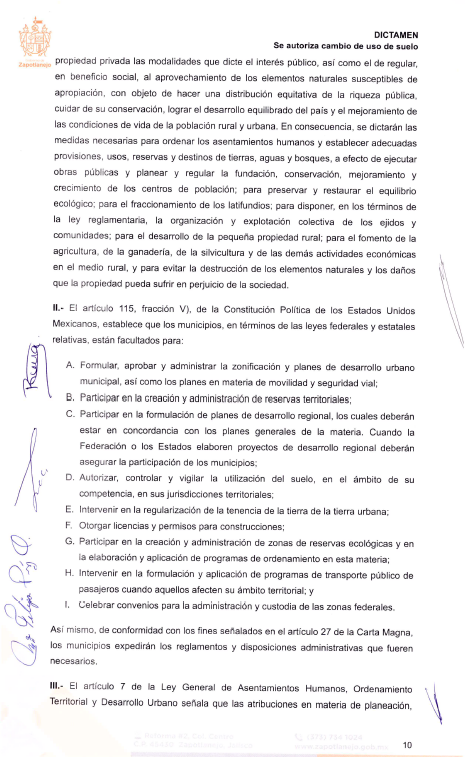 Zapotlanejo
DICTAMEN
Se autoriza cambio de uso de suelo
propiedad privada las modalidades que dicte el interés público, así como el de regular,
en beneficio social, al aprovechamiento de los elementos naturales susceptibles de
apropiación, con objeto de hacer una distribución equitativa de la riqueza pública,
cuidar de su conservación, lograr el desarrollo equilibrado del país y el mejoramiento de
las condiciones de vida de la población rural y urbana. En consecuencia, se dictarán las
medidas necesarias para ordenar los asentamientos humanos y establecer adecuadas
provisiones, usos, reservas y destinos de tierras, aguas y bosques, a efecto de ejecutar
obras públicas y planear y regular la fundación, conservación, mejoramiento y
crecimiento de los centros de población; para preservar y restaurar el equilibrio
ecológico; para el fraccionamiento de los latifundios; para disponer, en los términos de
la ley reglamentaria, la organización y explotación colectiva de los ejidos y
comunidades; para el desarrollo de la pequeña propiedad rural; para el fomento de la
agricultura, de la ganadería, de la silvicultura y de las demás actividades económicas
en el medio rural, y para evitar la destrucción de los elementos naturales y los daños
que la propiedad pueda sufrir en perjuicio de la sociedad.
II.- El artículo 115, fracción V), de la Constitución Política de los Estados Unidos
Mexicanos, establece que los municipios, en términos de las leyes federales y estatales
relativas, están facultados para:
A. Formular, aprobar y administrar la zonificación y planes de desarrollo urbano
municipal, así como los planes en materia de movilidad y seguridad vial;
B. Participar en la creación y administración de reservas territoriales;
C. Participar en la formulación de planes de desarrollo regional, los cuales deberán
estar en concordancia con los planes generales de la materia. Cuando la
Federación o los Estados elaboren proyectos de desarrollo regional deberán
asegurar la participación de los municipios;
D. Autorizar, controlar y vigilar la utilización del suelo, en el ámbito de su
competencia, en sus jurisdicciones territoriales;
E. Intervenir en la regularización de la tenencia de la tierra de la tierra urbana;
F. Otorgar licencias y permisos para construcciones;
G. Participar en la creación y administración de zonas de reservas ecológicas y en
la elaboración y aplicación de programas de ordenamiento en esta materia;
H. Intervenir en la formulación y aplicación de programas de transporte público de
pasajeros cuando aquellos afecten su ámbito territorial; y
I. Celebrar convenios para la administración y custodia de las zonas federales.
Así mismo, de conformidad con los fines señalados en el artículo 27 de la Carta Magna,
los municipios expedirán los reglamentos y disposiciones administrativas que fueren
necesarios.
III.- El artículo 7 de la Ley General de Asentamientos Humanos, Ordenamiento
Territorial y Desarrollo Urbano señala que las atribuciones en materia de planeación,
10